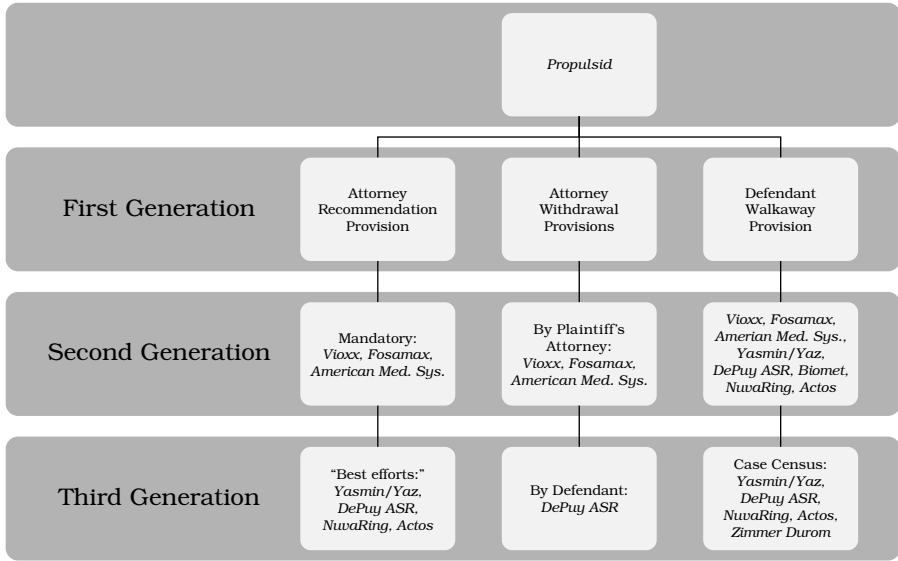 Propulsid
First Generation
Attorney
Recommendation
Provision
Attorney
Withdrawal
Provisions
Defendant
Walkaway
Provision
Second Generation
Mandatory:
Vioxx, Fosamax,
American Med. Sys.
By Plaintiff's
Attorney:
Vioxx, Fosamax,
American Med. Sys.
Vioxx, Fosamax,
Amerian Med. Sys.,
Yasmin/Yaz,
DePuy ASR, Biomet,
NuvaRing, Actos
Third Generation
“Best efforts:”
Yasmin/Yaz,
DePuy ASR,
NuvaRing, Actos
By Defendant:
DePuy ASR
Case Census:
Yasmin/Yaz,
DePuy ASR,
NuvaRing, Actos,
Zimmer Durom